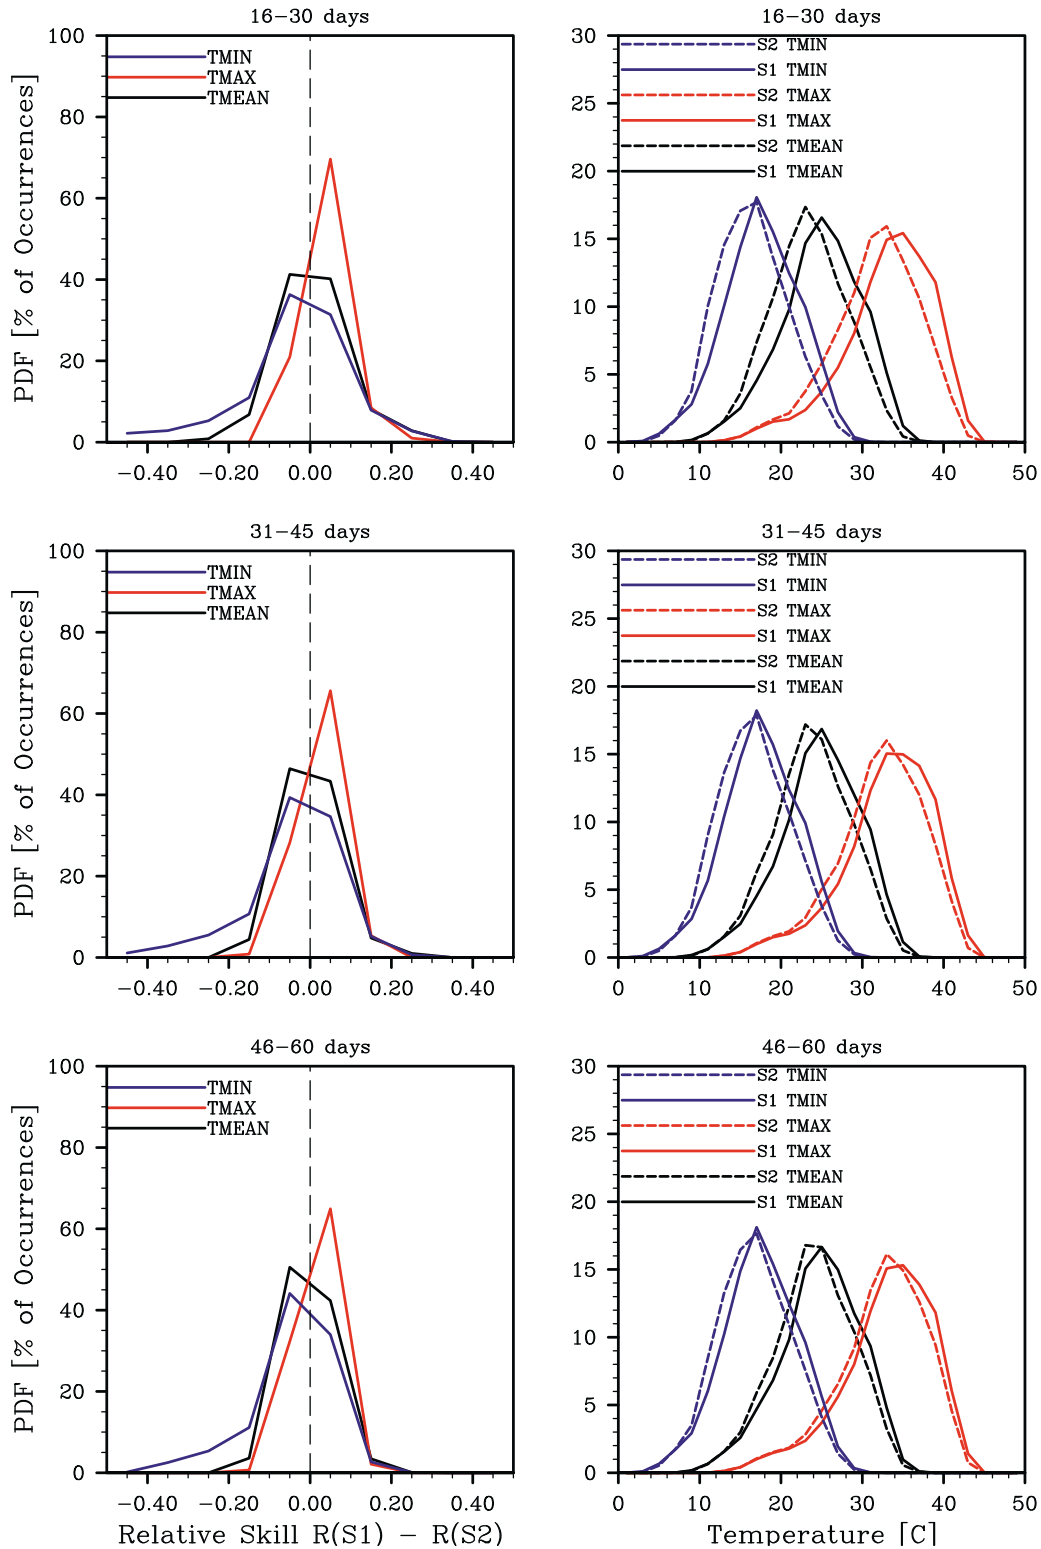 16−30 days
PDF [% of Occurrences]
100
80
60
40
20
0
TMIN
TMAX
TMEAN
−0.40 −0.20 0.00 0.20 0.40
16−30 days
30
25
20
15
10
5
0
S2 TMIN
S1 TMIN
S2 TMAX
S1 TMAX
S2 TMEAN
S1 TMEAN
0 10 20 30 40 50
31−45 days
PDF [% of Occurrences]
100
80
60
40
20
0
TMIN
TMAX
TMEAN
−0.40 −0.20 0.00 0.20 0.40
31−45 days
30
25
20
15
10
5
0
S2 TMIN
S1 TMIN
S2 TMAX
S1 TMAX
S2 TMEAN
S1 TMEAN
0 10 20 30 40 50
46−60 days
PDF [% of Occurrences]
100
80
60
40
20
0
TMIN
TMAX
TMEAN
−0.40 −0.20 0.00 0.20 0.40
Relative Skill R(S1) − R(S2)
46−60 days
30
25
20
15
10
5
0
S2 TMIN
S1 TMIN
S2 TMAX
S1 TMAX
S2 TMEAN
S1 TMEAN
0 10 20 30 40 50
Temperature [C]